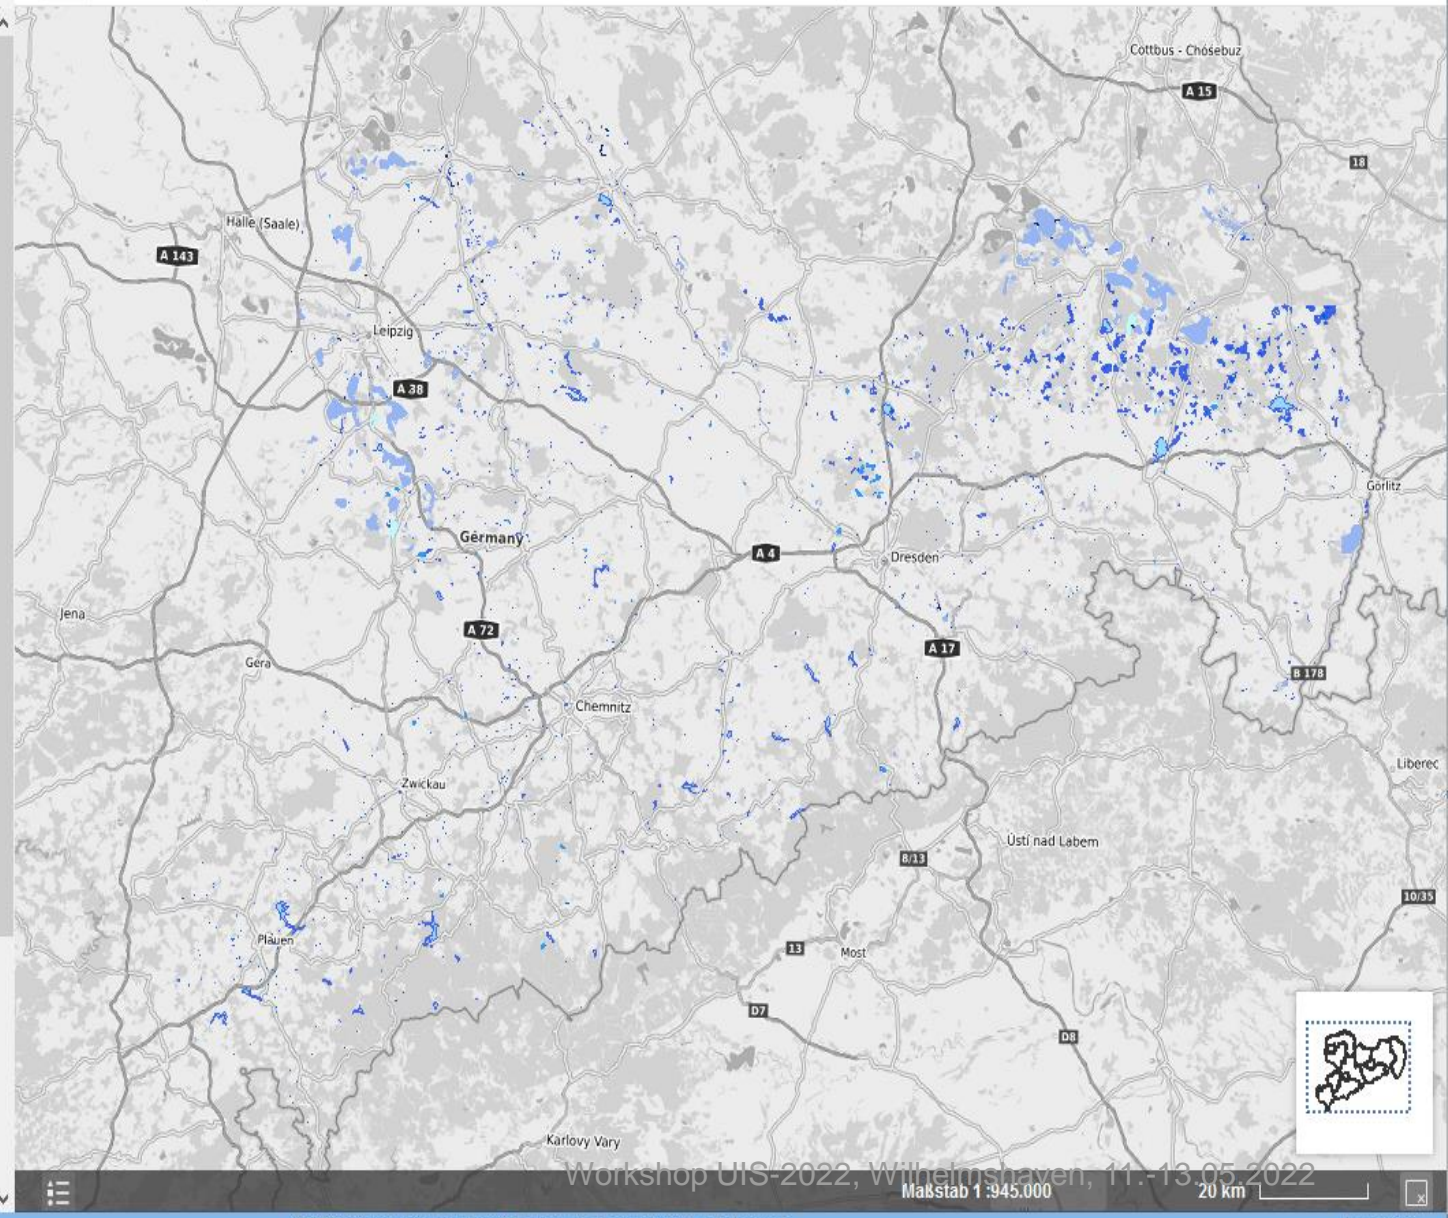 Cottbus - Chóśebuz
A 15
18
Halle (Saale)
A 143
Leipzig
A 38
Görlitz
Germany
A 4
Dresden
Jena
A 72
A 17
Gera
B 178
Chemnitz
Liberec
Zwickau
Ústí nad Labem
8/13
10/35
Plauen
13
Most
D7
D8
Karlovy Vary
Workshop UIS-2022, Wilhelmshaven, 11.-13.05.2022
Maßstab 1 :945.000
20 km